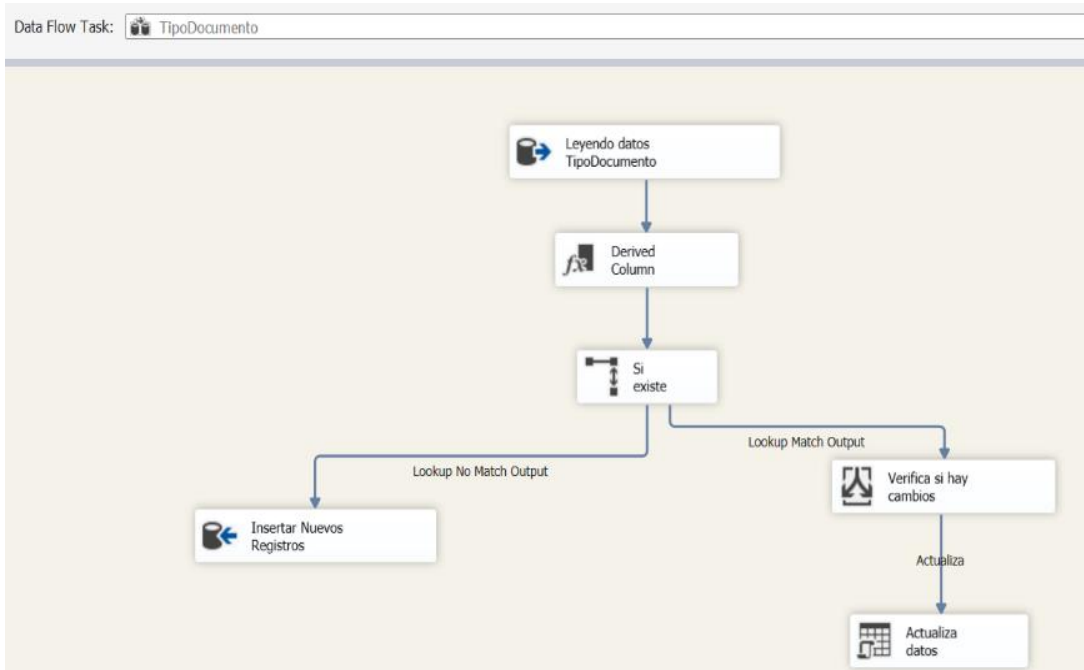 Data Flow Task: TipoDocumento
Leyendo datos
TipoDocumento
Derived
Column
Si
existe
Lookup Match Output
Lookup No Match Output
Verifica si hay
cambios
Insertar Nuevos
Registros
Actualiza
Actualiza
datos